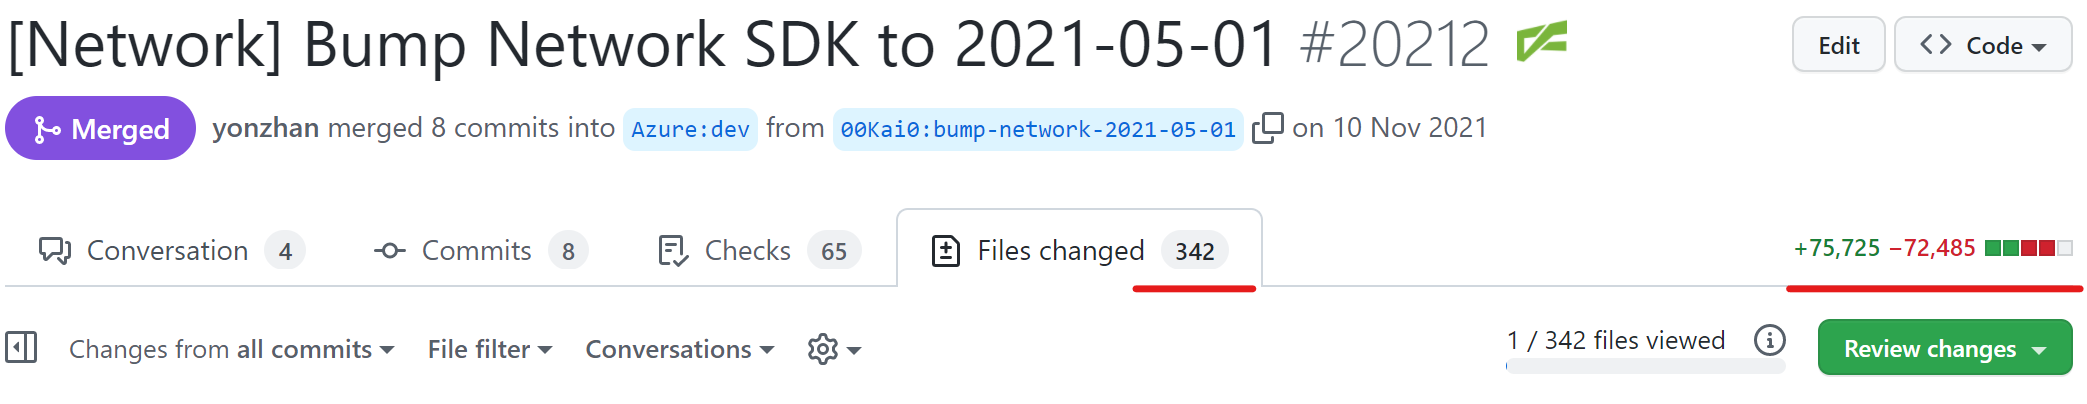 [Network] Bump Network SDK to 2021-05-01 #20212
Edit
Code
Merged
yonzhan merged 8 commits into Azure:dev from 00Kai0:bump-network-2021-05-01 on 10 Nov 2021
Conversation 4
Commits 8
Checks 65
Files changed 342
+75,725 −72,485
Changes from all commits
File filter
Conversations
1 / 342 files viewed
Review changes